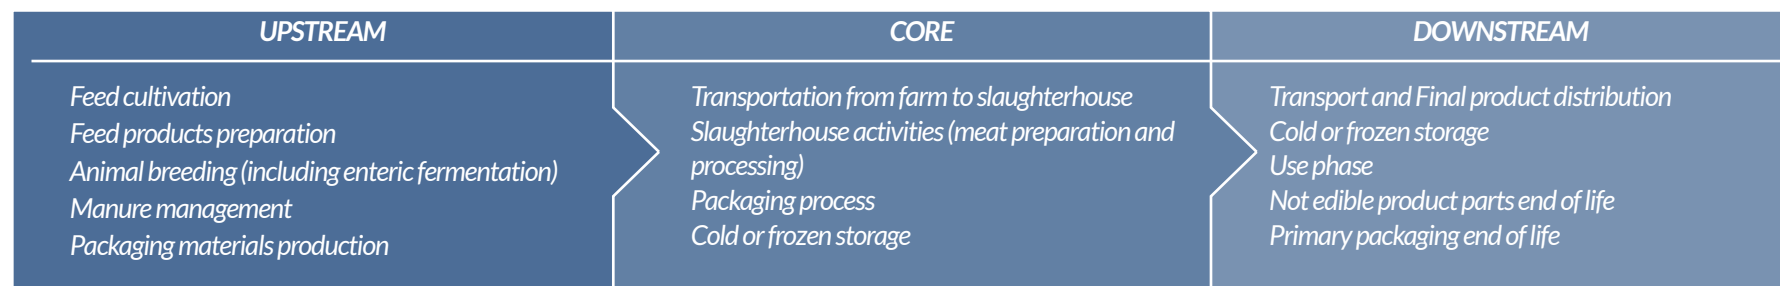 UPSTREAM
Feed cultivation
Feed products preparation
Animal breeding (including enteric fermentation)
Manure management
Packaging materials production
CORE
Transportation from farm to slaughterhouse
Slaughterhouse activities (meat preparation and
processing)
Packaging process
Cold or frozen storage
DOWNSTREAM
Transport and Final product distribution
Cold or frozen storage
Use phase
Not edible product parts end of life
Primary packaging end of life